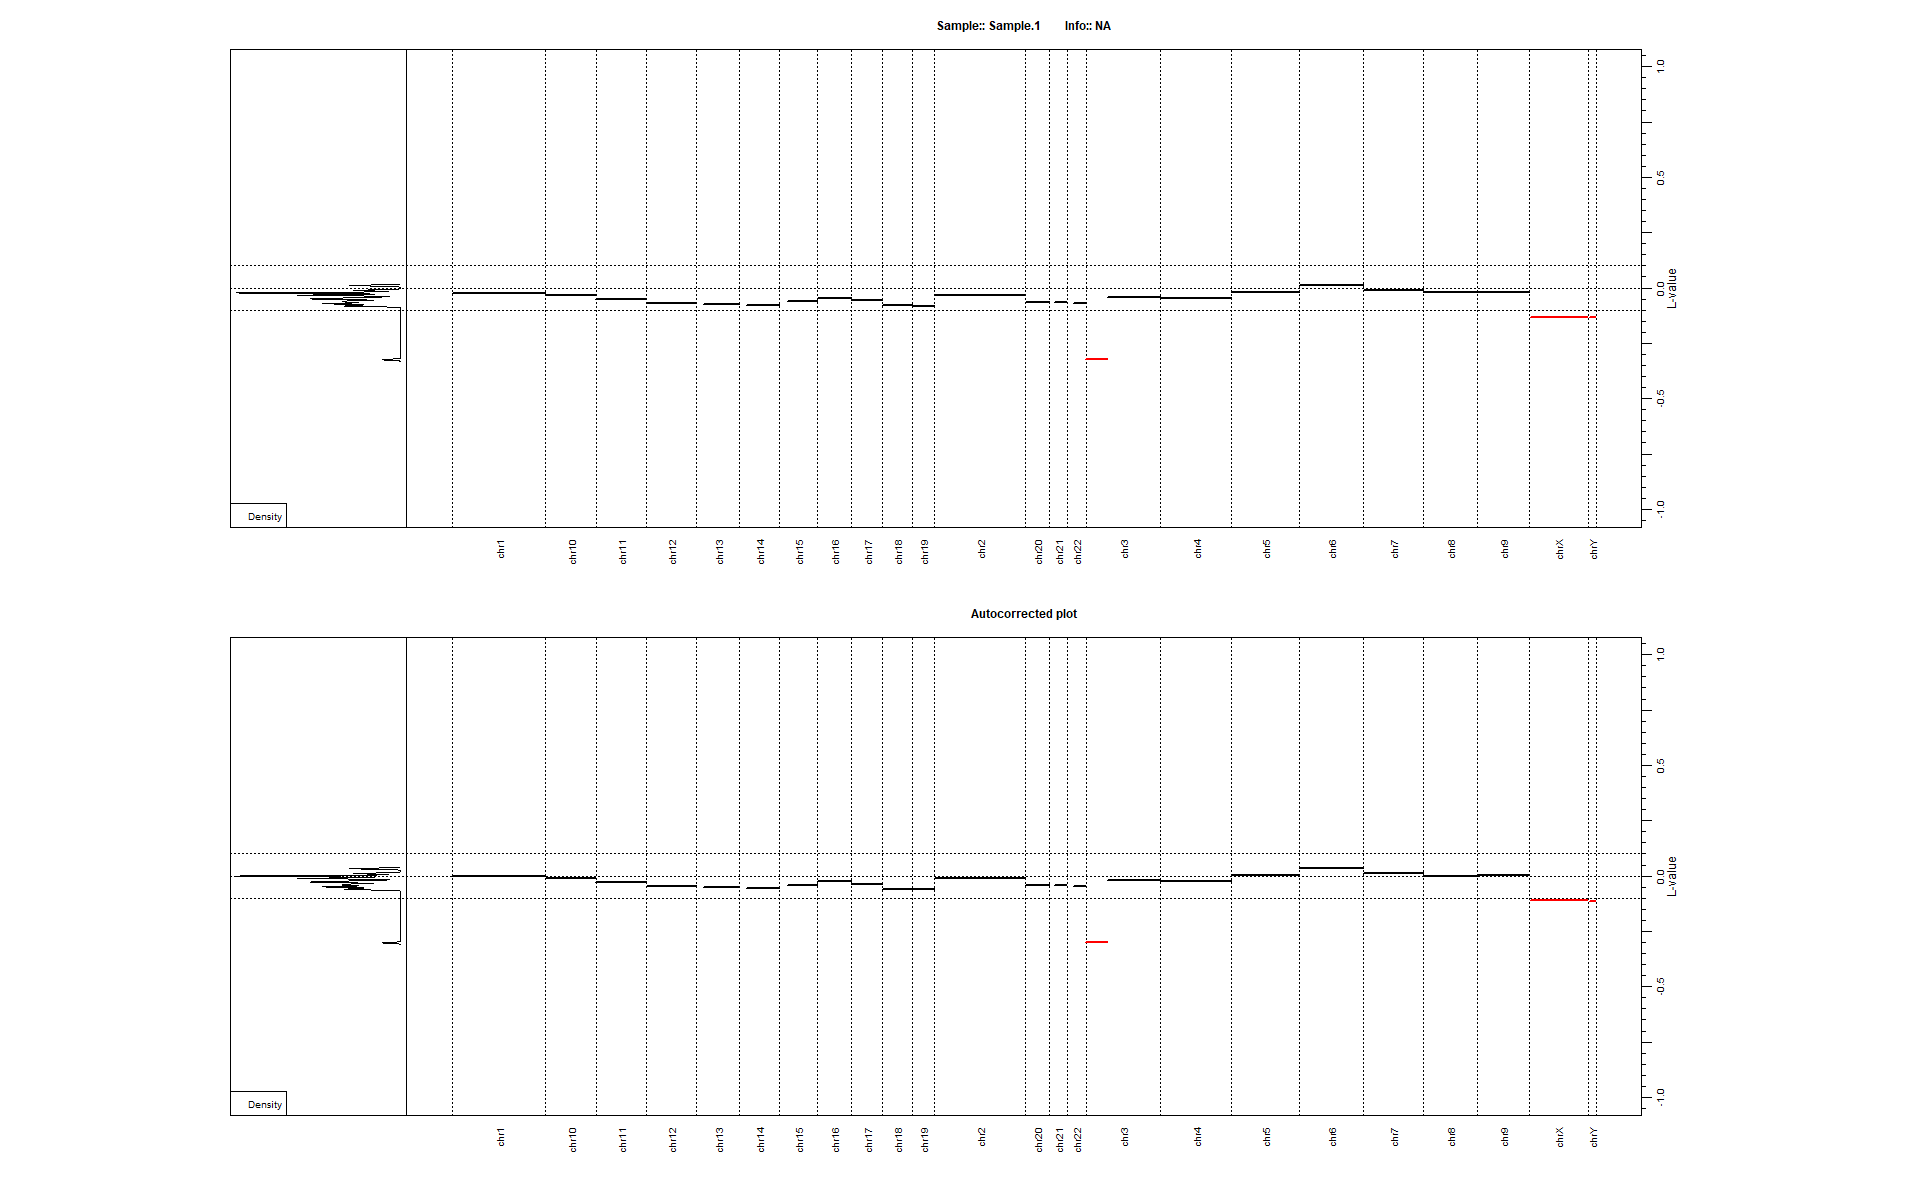 Sample:: Sample.1 Info:: NA
1.0
0.5
0.0
L-value
-0.5
-1.0
Density
chr1 chr10 chr11 chr12 chr13 chr14 chr15 chr16 chr17 chr18 chr19 chr2 chr20 chr21 chr22 chr3 chr4 chr5 chr6 chr7 chr8 chr9 chrX chrY
Autocorrected plot
1.0
0.5
0.0
L-value
-0.5
-1.0
Density
chr1 chr10 chr11 chr12 chr13 chr14 chr15 chr16 chr17 chr18 chr19 chr2 chr20 chr21 chr22 chr3 chr4 chr5 chr6 chr7 chr8 chr9 chrX chrY